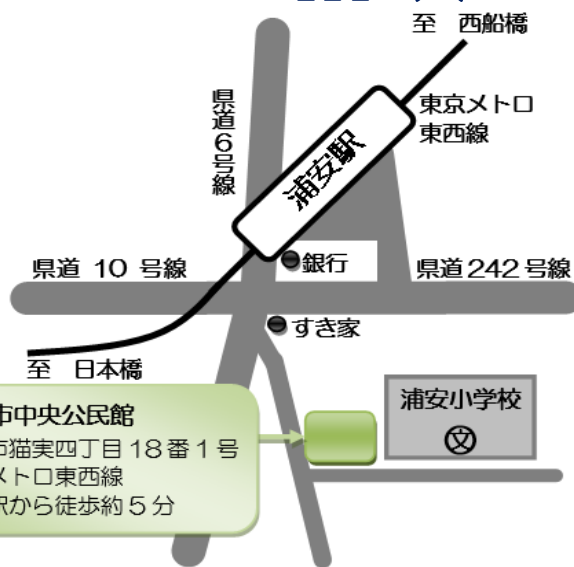 至 西船橋
東京メトロ
東西線
県道6号線
浦安駅
銀行
県道 10 号線
県道242号線
すき家
至 日本橋
浦安小学校
文
市中央公民館
市猫実四丁目18番1号
メトロ東西線
駅から徒歩約5分